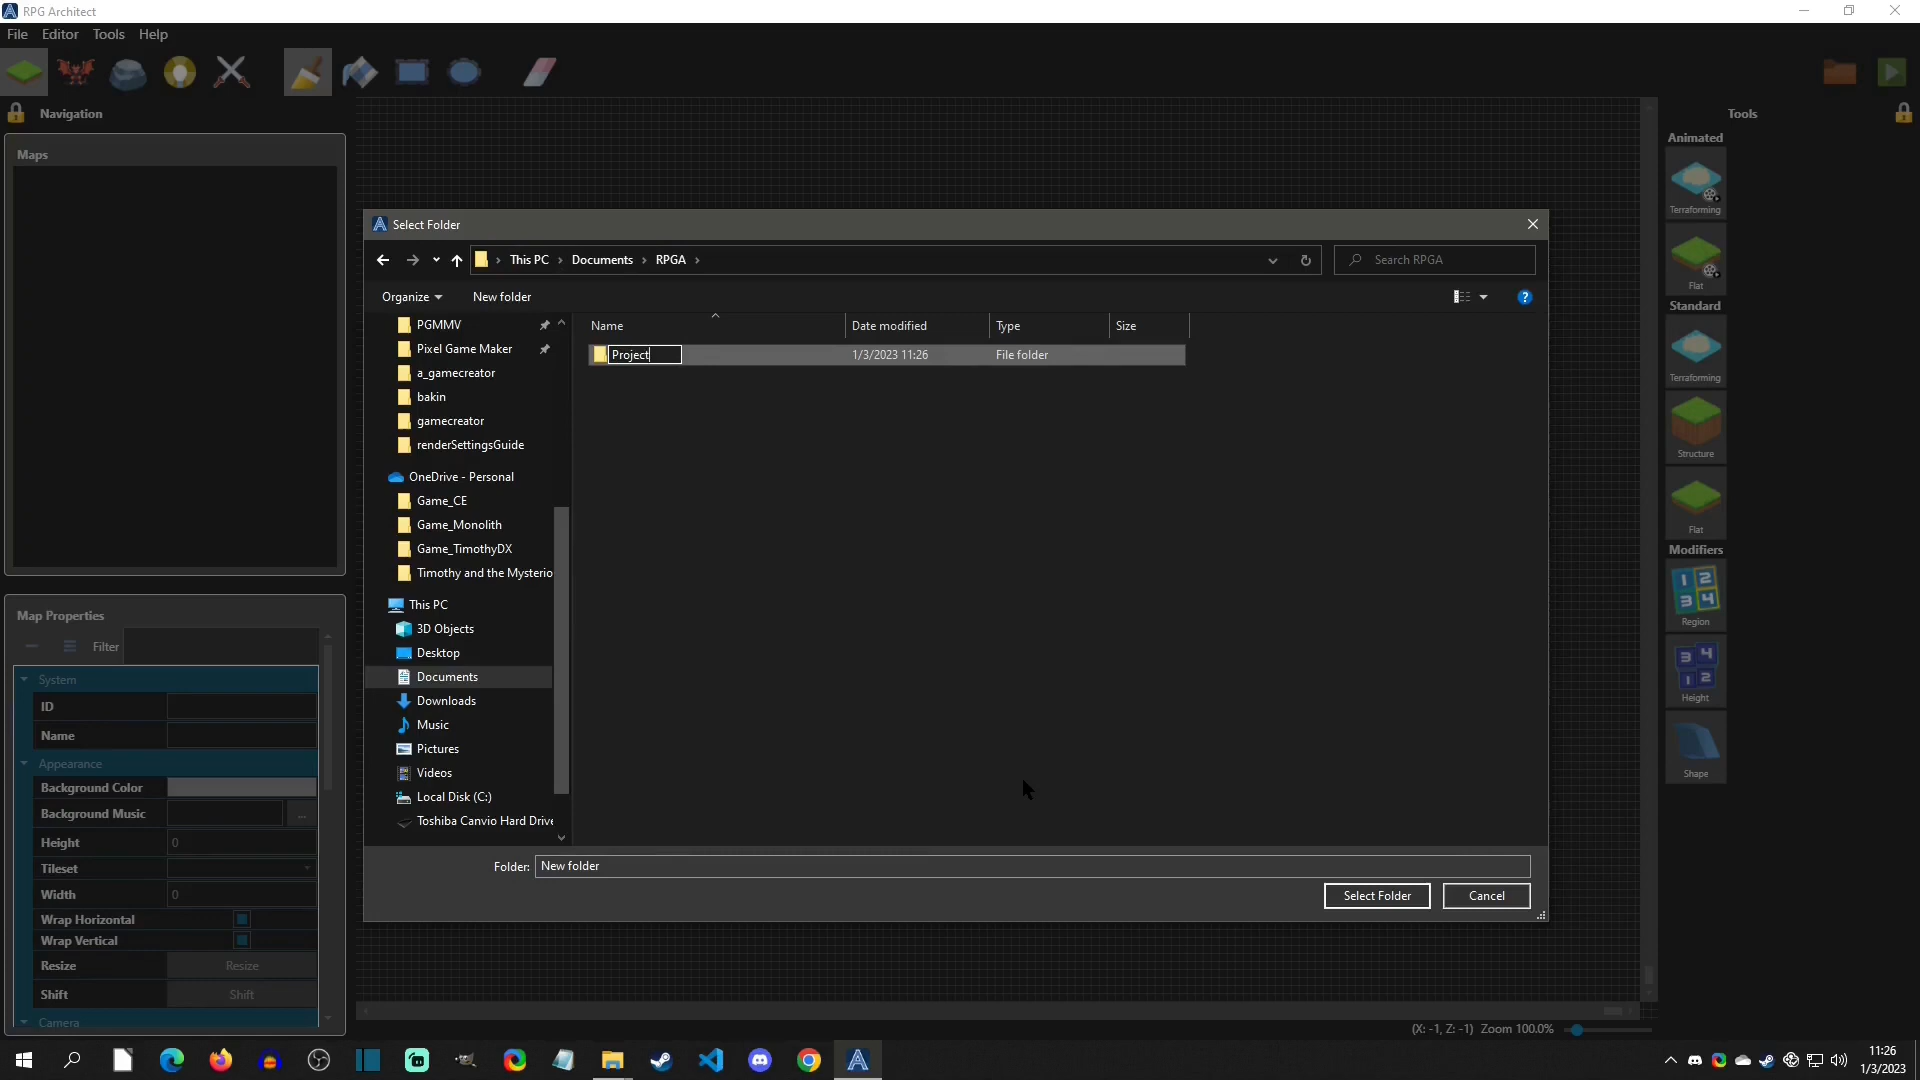 RPG Architect
File Editor Tools Help
Navigation
Maps
Map Properties
Filter
System
ID
Name
Appearance
Background Color
Background Music ...
Height 0
Tileset
Width 0
Wrap Horizontal
Wrap Vertical
Resize Resize
Shift Shift
Camera
Select Folder
This PC Documents RPGA
Search RPGA
Organize New folder
Name Date modified Type Size
Project 1/3/2023 11:26 File folder
PGMMV
Pixel Game Maker
a_gamecreator
bakin
gamecreator
renderSettingsGuide
OneDrive - Personal
Game_CE
Game_Monolith
Game_TimothyDX
Timothy and the Mysterio
This PC
3D Objects
Desktop
Documents
Downloads
Music
Pictures
Videos
Local Disk (C:)
Toshiba Canvio Hard Drive
Folder: New folder
Select Folder Cancel
Tools
Animated
Terraforming
Flat
Standard
Terraforming
Structure
Flat
Modifiers
Region
Height
Shape
(X: -1, Z: -1) Zoom 100.0%
11:26
1/3/2023